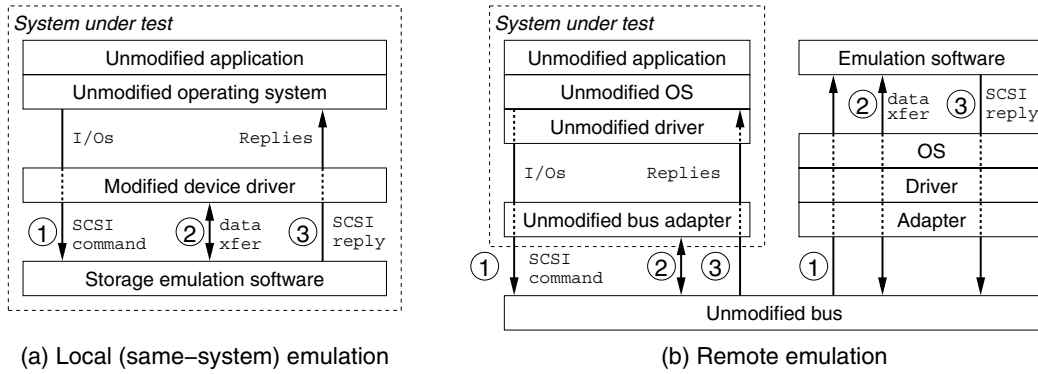 System under test
Unmodified application
Unmodified operating system
I/Os
Replies
Modified device driver
1
SCSI
command
2
data
xfer
3
SCSI
reply
Storage emulation software
(a) Local (same−system) emulation
System under test
Unmodified application
Unmodified OS
Unmodified driver
I/Os
Replies
Unmodified bus adapter
1
SCSI
command
2
3
Emulation software
2
data
xfer
3
SCSI
reply
OS
Driver
Adapter
1
Unmodified bus
(b) Remote emulation